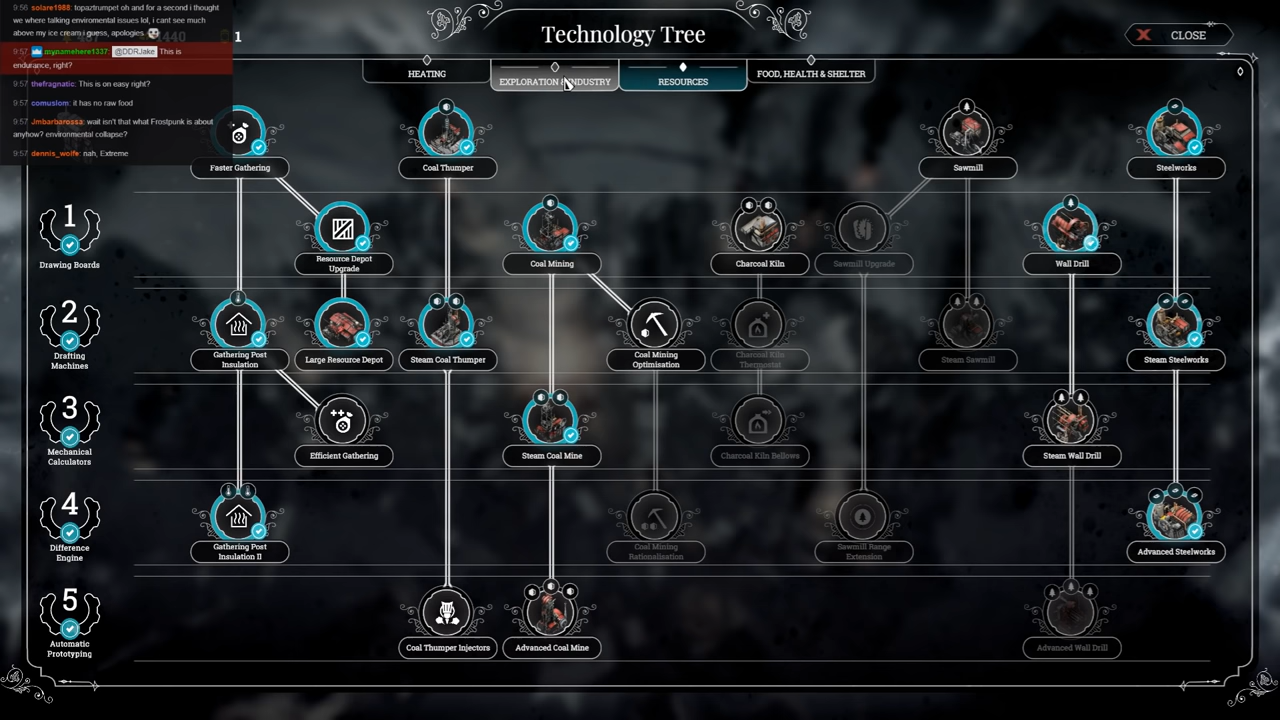 9:56 solare1988: topaztrumpet oh and for a second i thought
we where talking enviromental issues lol, i cant see much
above my ice cream i guess, apologies
9:57 mynamehere1337: @DDRJake This is
endurance, right?
9:57 thefragnatic: This is on easy right?
9:57 comuslom: it has no raw food
9:57 Jmbarbarossa: wait isn't that what Frostpunk is about
anyhow? environmental collapse?
9:57 dennis_wolfe: nah, Extreme
1
Technology Tree
CLOSE
HEATING
EXPLORATION & INDUSTRY
RESOURCES
FOOD, HEALTH & SHELTER
Faster Gathering
Coal Thumper
Sawmill
Steelworks
1
Drawing Boards
Resource Depot
Upgrade
Coal Mining
Charcoal Kiln
Sawmill Upgrade
Wall Drill
2
Drafting
Machines
Gathering Post
Insulation
Large Resource Depot
Steam Coal Thumper
Coal Mining
Optimisation
Charcoal Kiln
Thermostat
Steam Sawmill
Steam Steelworks
3
Mechanical
Calculators
Efficient Gathering
Steam Coal Mine
Charcoal Kiln Bellows
Steam Wall Drill
4
Difference
Engine
Gathering Post
Insulation II
Coal Mining
Rationalisation
Sawmill Range
Extension
Advanced Steelworks
5
Automatic
Prototyping
Coal Thumper Injectors
Advanced Coal Mine
Advanced Wall Drill